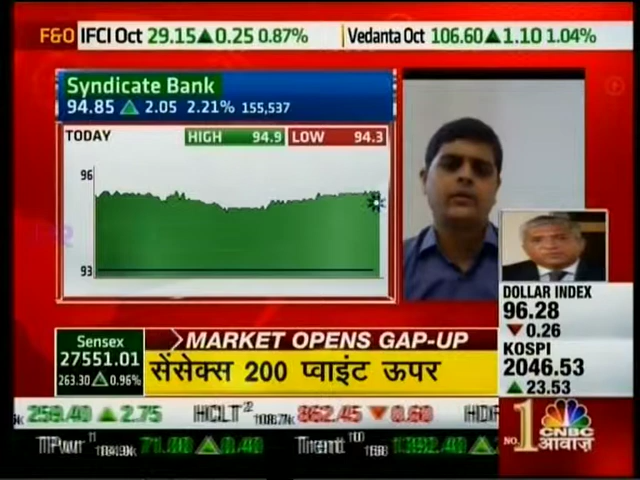 F&O IFCI Oct 29.15▲0.25 0.87% Vedanta Oct 106.60▲1.10 1.04%
Syndicate Bank
94.85 ▲ 2.05 2.21% 155,537
TODAY HIGH 94.9 LOW 94.3
96
93
DOLLAR INDEX
96.28
▼0.26
KOSPI
2046.53
▲23.53
Sensex
27551.01
263.30▲0.96%
MARKET OPENS GAP-UP
सेंसेक्स 200 प्वाइंट ऊपर
259.40 ▲ 2.75 HCLT 862.45 ▼ 0.60
71.00 ▲ 0.40 1392.40 ▲
NO. 1 CNBC
आवाज़